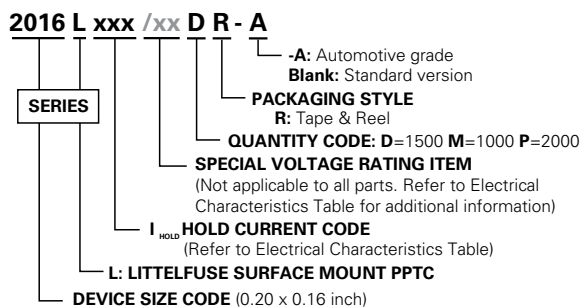 2016 L xxx /xx D R - A
-A: Automotive grade
Blank: Standard version
SERIES
PACKAGING STYLE
R: Tape & Reel
QUANTITY CODE: D=1500 M=1000 P=2000
SPECIAL VOLTAGE RATING ITEM
(Not applicable to all parts. Refer to Electrical
Characteristics Table for additional information)
I HOLD HOLD CURRENT CODE
(Refer to Electrical Characteristics Table)
L: LITTELFUSE SURFACE MOUNT PPTC
DEVICE SIZE CODE (0.20 x 0.16 inch)